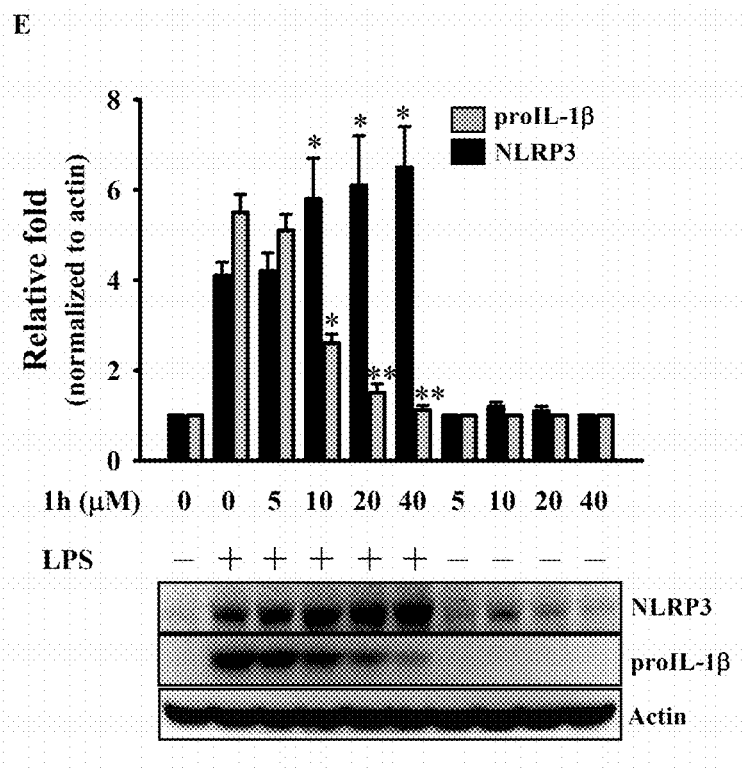 E
proIL-1β
NLRP3
Relative fold
(normalized to actin)
8
6
4
2
0
*
*
*
*
**
**
1h (μM) 0 0 5 10 20 40 5 10 20 40
LPS — + + + + + — — — —
NLRP3
proIL-1β
Actin